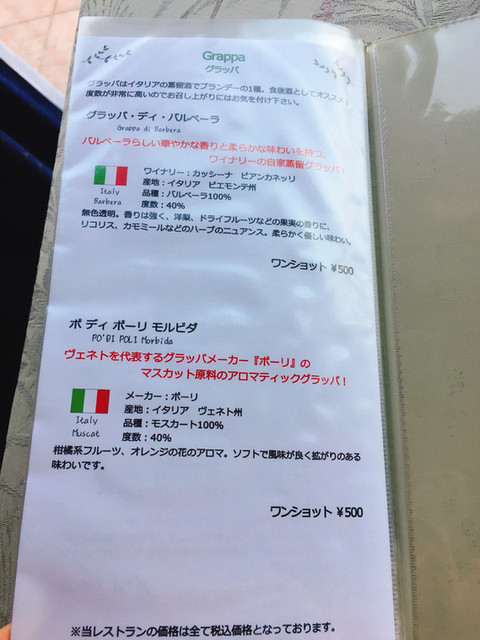 Grappa
グラッパ
グラッパはイタリアの蒸留酒でブランデーの1種。食後酒としてオススメ！
度数が非常に高いのでお召し上がりにはお気を付け下さい。
グラッパ・ディ・バルベーラ
Grappa di Barbera
バルベーラらしい華やかな香りと柔らかな味わいを持つ、
ワイナリーの自家蒸留グラッパ！
Italy
Barbera
ワイナリー：カッシーナ ピアンカネッリ
産地：イタリア ピエモンテ州
品種：バルベーラ100%
度数：40%
無色透明。香りは強く、洋梨、ドライフルーツなどの果実の香りに、
リコリス、カモミールなどのハーブのニュアンス。柔らかく優しい味わい。
ワンショット ￥500
ポ ディ ポーリ モルビダ
PO'DI POLI Morbida
ヴェネトを代表するグラッパメーカー『ポーリ』の
マスカット原料のアロマティックグラッパ！
Italy
Muscat
メーカー：ポーリ
産地：イタリア ヴェネト州
品種：モスカート100%
度数：40%
柑橘系フルーツ、オレンジの花のアロマ。ソフトで風味が良く拡がりのある
味わいです。
ワンショット ￥500
※当レストランの価格は全て税込価格となっております。